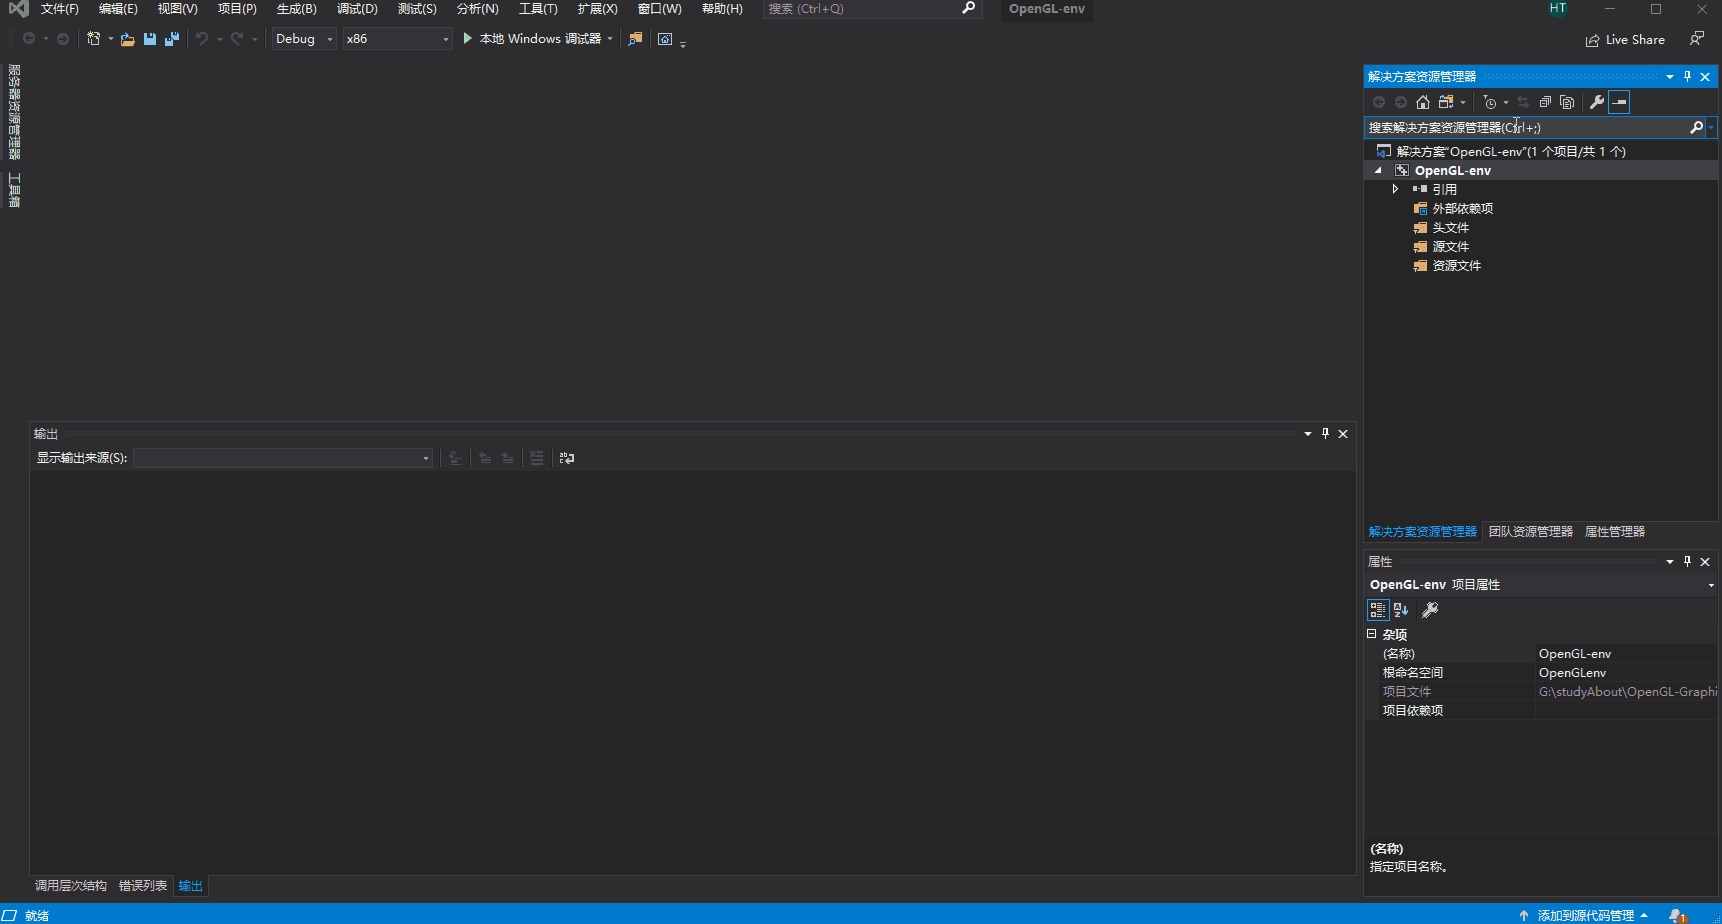 文件(F) 编辑(E) 视图(V) 项目(P) 生成(B) 调试(D) 测试(S) 分析(N) 工具(T) 扩展(X) 窗口(W) 帮助(H) 搜索 (Ctrl+Q) OpenGL-env HT
Debug x86 本地 Windows 调试器 Live Share
服务器资源管理器
工具箱
解决方案资源管理器
搜索解决方案资源管理器(Ctrl+;)
解决方案"OpenGL-env"(1 个项目/共 1 个)
OpenGL-env
引用
外部依赖项
头文件
源文件
资源文件
解决方案资源管理器 团队资源管理器 属性管理器
输出
显示输出来源(S):
调用层次结构 错误列表 输出
属性
OpenGL-env 项目属性
杂项
(名称) OpenGL-env
根命名空间 OpenGLenv
项目文件 G:\studyAbout\OpenGL-Graphi
项目依赖项
(名称)
指定项目名称。
就绪 添加到源代码管理 1